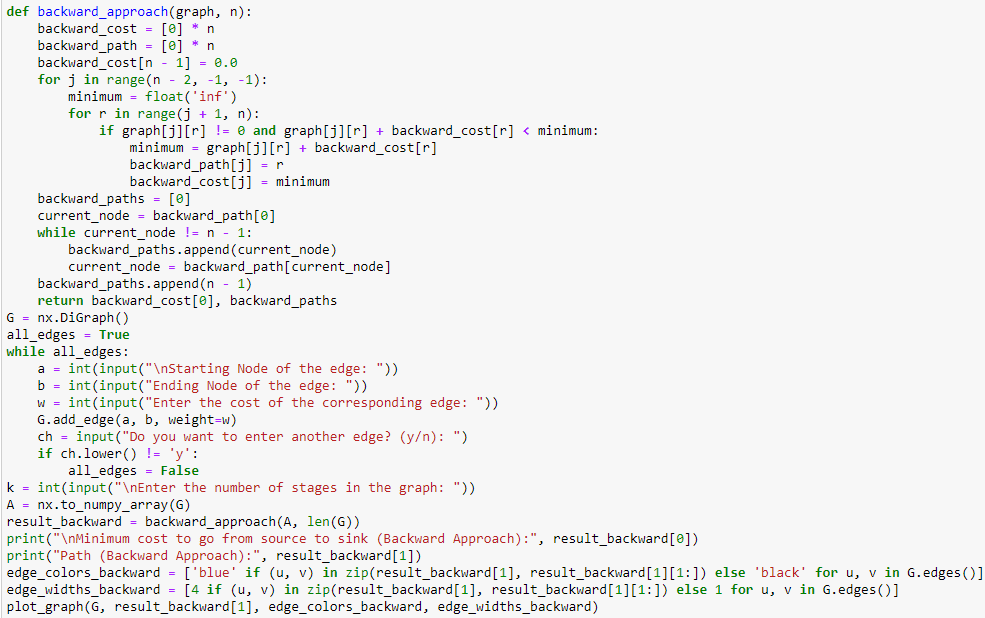 def backward_approach(graph, n):
    backward_cost = [0] * n
    backward_path = [0] * n
    backward_cost[n - 1] = 0.0
    for j in range(n - 2, -1, -1):
        minimum = float('inf')
        for r in range(j + 1, n):
            if graph[j][r] != 0 and graph[j][r] + backward_cost[r] < minimum:
                minimum = graph[j][r] + backward_cost[r]
                backward_path[j] = r
                backward_cost[j] = minimum
    backward_paths = [0]
    current_node = backward_path[0]
    while current_node != n - 1:
        backward_paths.append(current_node)
        current_node = backward_path[current_node]
    backward_paths.append(n - 1)
    return backward_cost[0], backward_paths
G = nx.DiGraph()
all_edges = True
while all_edges:
    a = int(input("\nStarting Node of the edge: "))
    b = int(input("Ending Node of the edge: "))
    w = int(input("Enter the cost of the corresponding edge: "))
    G.add_edge(a, b, weight=w)
    ch = input("Do you want to enter another edge? (y/n): ")
    if ch.lower() != 'y':
        all_edges = False
k = int(input("\nEnter the number of stages in the graph: "))
A = nx.to_numpy_array(G)
result_backward = backward_approach(A, len(G))
print("\nMinimum cost to go from source to sink (Backward Approach):", result_backward[0])
print("Path (Backward Approach):", result_backward[1])
edge_colors_backward = ['blue' if (u, v) in zip(result_backward[1], result_backward[1][1:]) else 'black' for u, v in G.edges()]
edge_widths_backward = [4 if (u, v) in zip(result_backward[1], result_backward[1][1:]) else 1 for u, v in G.edges()]
plot_graph(G, result_backward[1], edge_colors_backward, edge_widths_backward)